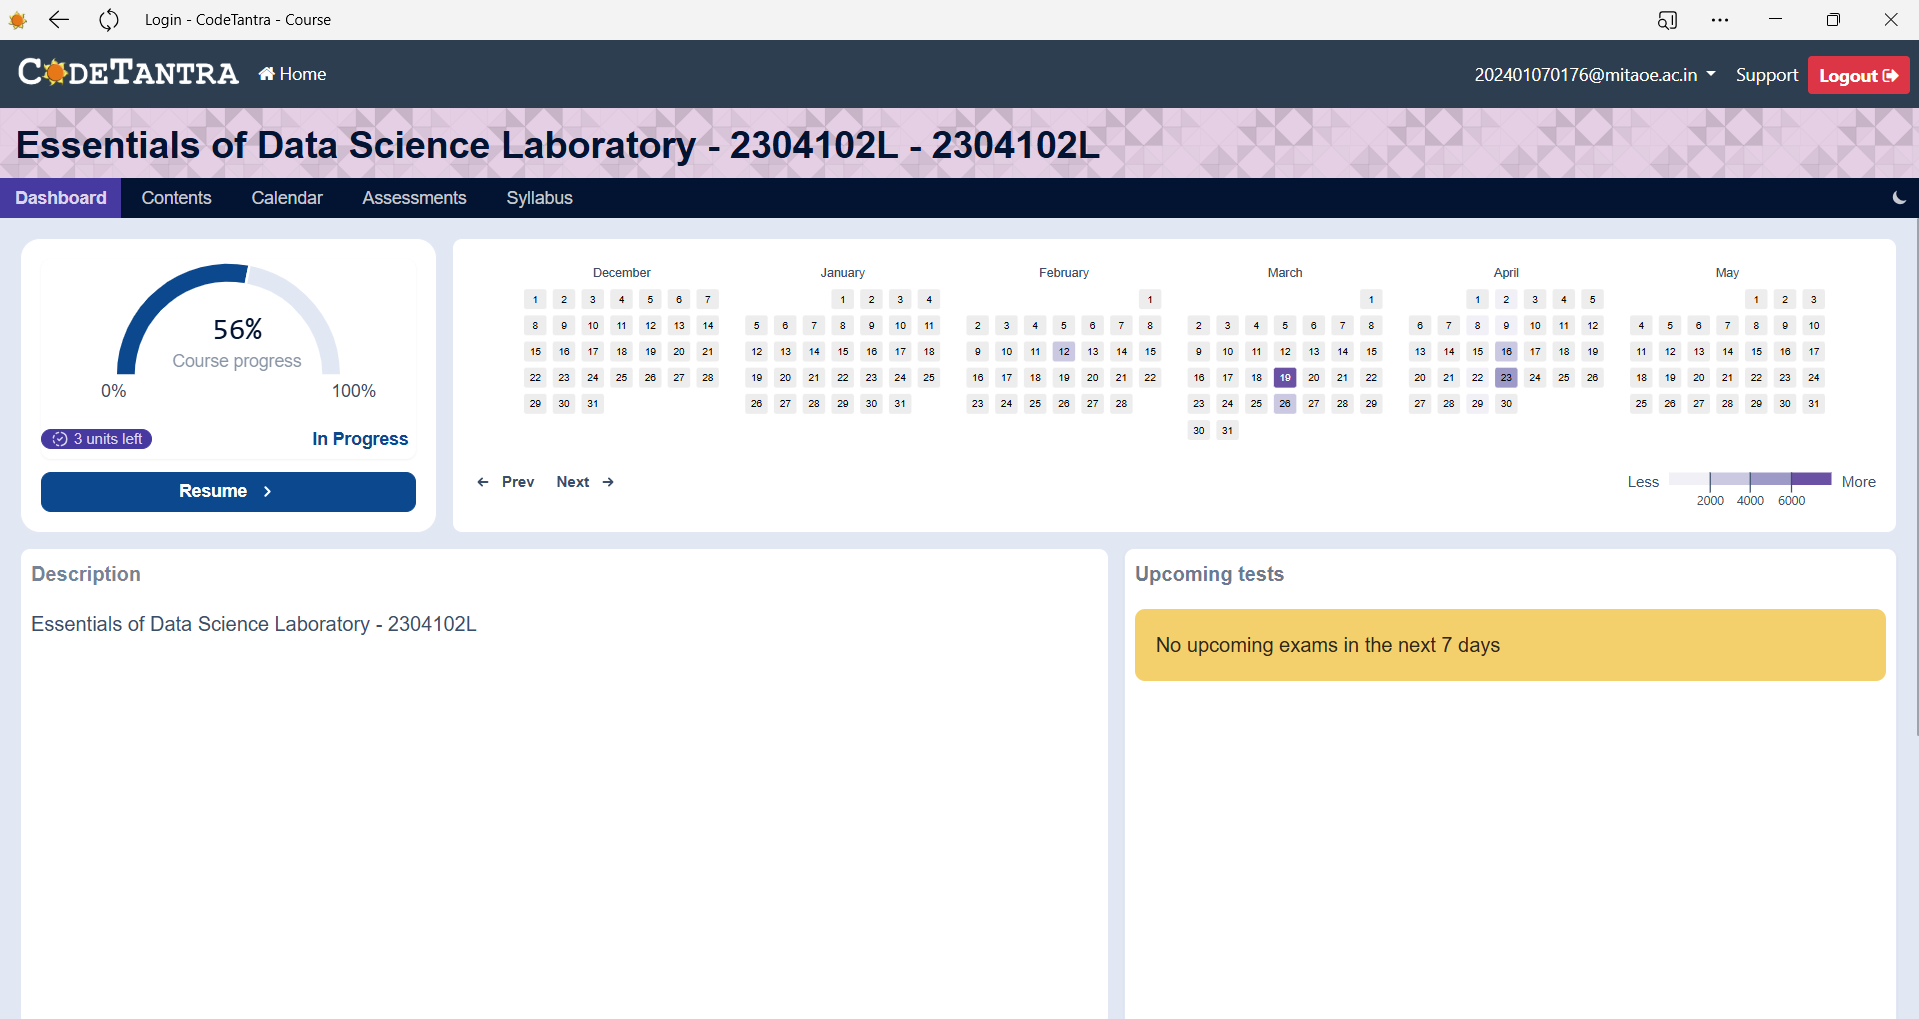 Login - CodeTantra - Course
CODETANTRA Home
202401070176@mitaoe.ac.in Support Logout
Essentials of Data Science Laboratory - 2304102L - 2304102L
Dashboard Contents Calendar Assessments Syllabus
56%
Course progress
0% 100%
3 units left In Progress
Resume
December
1 2 3 4 5 6 7
8 9 10 11 12 13 14
15 16 17 18 19 20 21
22 23 24 25 26 27 28
29 30 31
January
1 2 3 4
5 6 7 8 9 10 11
12 13 14 15 16 17 18
19 20 21 22 23 24 25
26 27 28 29 30 31
February
1
2 3 4 5 6 7 8
9 10 11 12 13 14 15
16 17 18 19 20 21 22
23 24 25 26 27 28
March
1
2 3 4 5 6 7 8
9 10 11 12 13 14 15
16 17 18 19 20 21 22
23 24 25 26 27 28 29
30 31
April
1 2 3 4 5
6 7 8 9 10 11 12
13 14 15 16 17 18 19
20 21 22 23 24 25 26
27 28 29 30
May
1 2 3
4 5 6 7 8 9 10
11 12 13 14 15 16 17
18 19 20 21 22 23 24
25 26 27 28 29 30 31
Prev Next
Less More
2000 4000 6000
Description
Essentials of Data Science Laboratory - 2304102L
Upcoming tests
No upcoming exams in the next 7 days